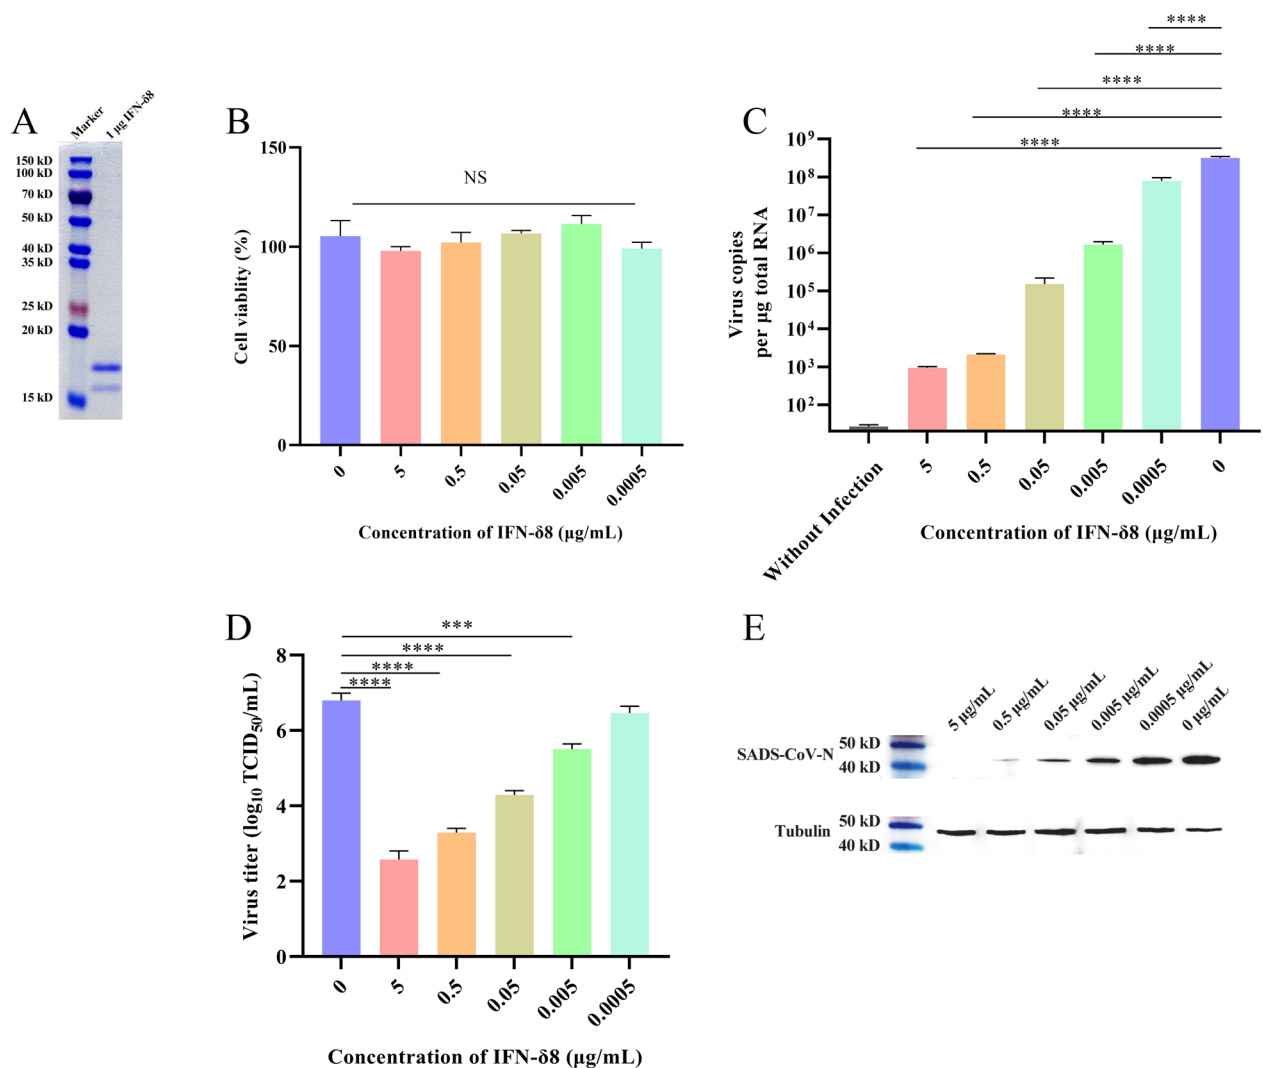 A
Marker
1 μg IFN-δ8
150 kD
100 kD
70 kD
50 kD
40 kD
35 kD
25 kD
20 kD
15 kD
B
150
100
50
0
NS
Cell viablity (%)
0
5
0.5
0.05
0.005
0.0005
Concentration of IFN-δ8 (μg/mL)
C
****
****
****
****
****
10⁹
10⁸
10⁷
10⁶
10⁵
10⁴
10³
10²
Virus copies
per μg total RNA
Without Infection
5
0.5
0.05
0.005
0.0005
0
Concentration of IFN-δ8 (μg/mL)
D
***
****
****
****
8
6
4
2
0
Virus titer (log₁₀ TCID₅₀/mL)
0
5
0.5
0.05
0.005
0.0005
Concentration of IFN-δ8 (μg/mL)
E
5 μg/mL
0.5 μg/mL
0.05 μg/mL
0.005 μg/mL
0.0005 μg/mL
0 μg/mL
SADS-CoV-N
50 kD
40 kD
Tubulin
50 kD
40 kD